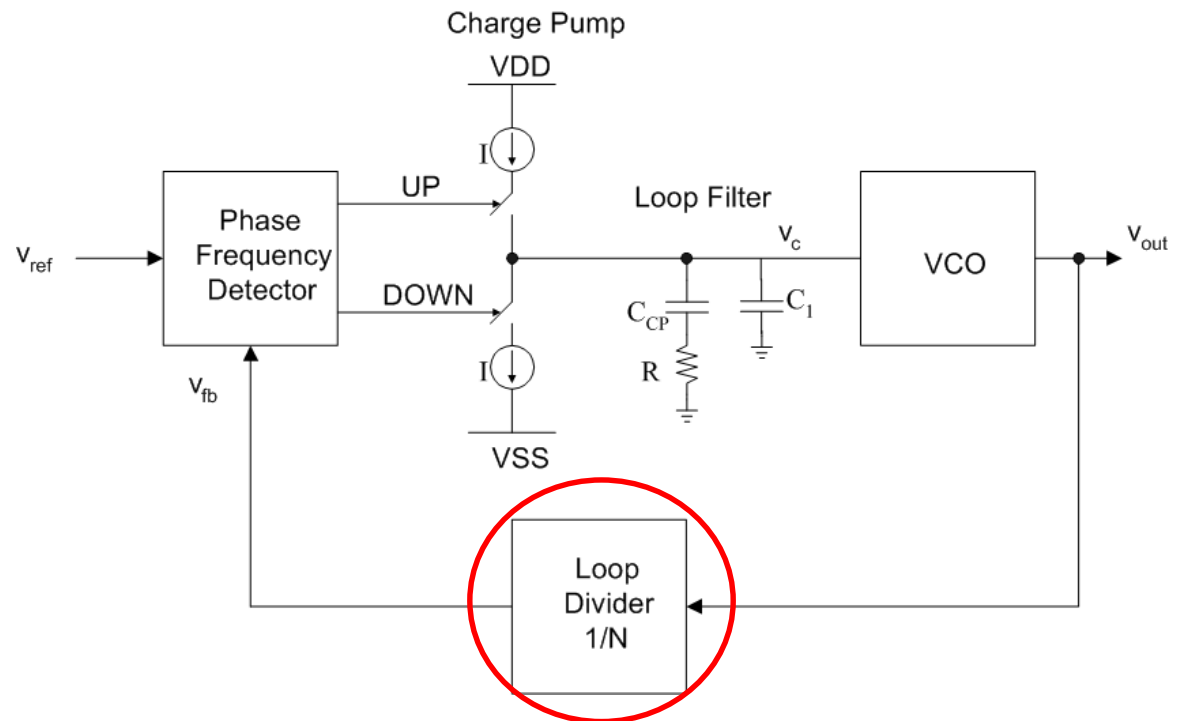 Charge Pump
VDD
I
UP
Phase
Frequency
Detector
Loop Filter
v_c
v_ref
VCO
v_out
DOWN
C_CP
C_1
I
R
v_fb
VSS
Loop
Divider
1/N